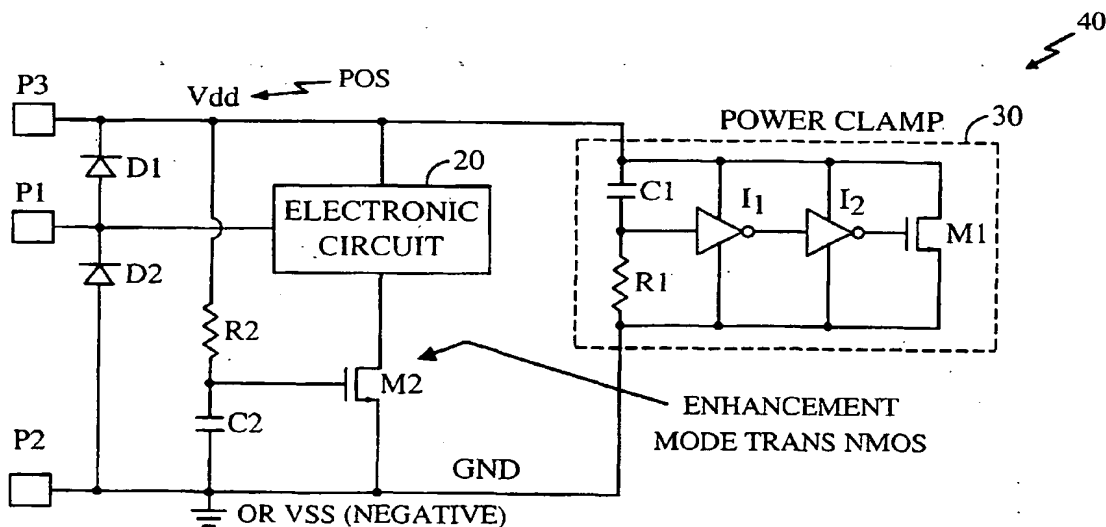 40
P3
Vdd
POS
POWER CLAMP
30
D1
20
P1
ELECTRONIC
CIRCUIT
C1
I1
I2
M1
D2
R1
R2
M2
C2
ENHANCEMENT
MODE TRANS NMOS
P2
GND
OR VSS (NEGATIVE)